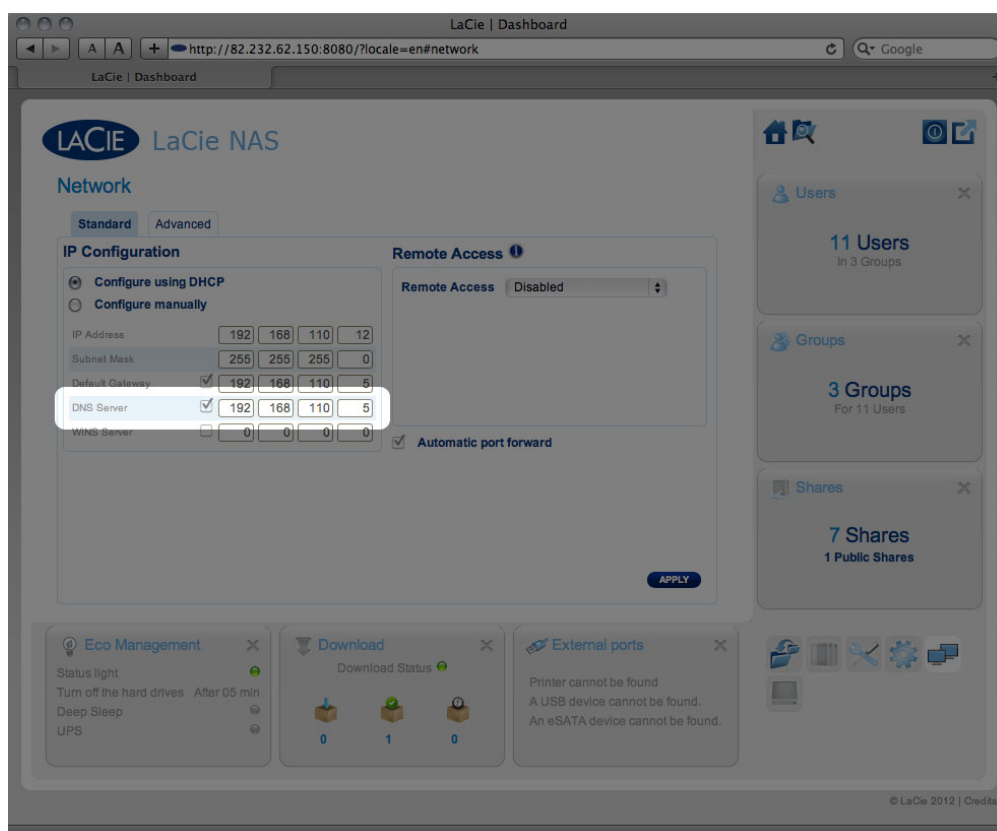 LaCie | Dashboard
A A + http://82.232.62.150:8080/?locale=en#network Google
LaCie | Dashboard
LACIE LaCie NAS
Network
Standard Advanced
IP Configuration
Configure using DHCP
Configure manually
IP Address 192 168 110 12
Subnet Mask 255 255 255 0
Default Gateway 192 168 110 5
DNS Server 192 168 110 5
WINS Server 0 0 0 0
Remote Access
Remote Access Disabled
Automatic port forward
APPLY
Users
11 Users
In 3 Groups
Groups
3 Groups
For 11 Users
Shares
7 Shares
1 Public Shares
Eco Management
Status light
Turn off the hard drives After 05 min
Deep Sleep
UPS
Download
Download Status
0 1 0
External ports
Printer cannot be found
A USB device cannot be found.
An eSATA device cannot be found.
© LaCie 2012 | Credits